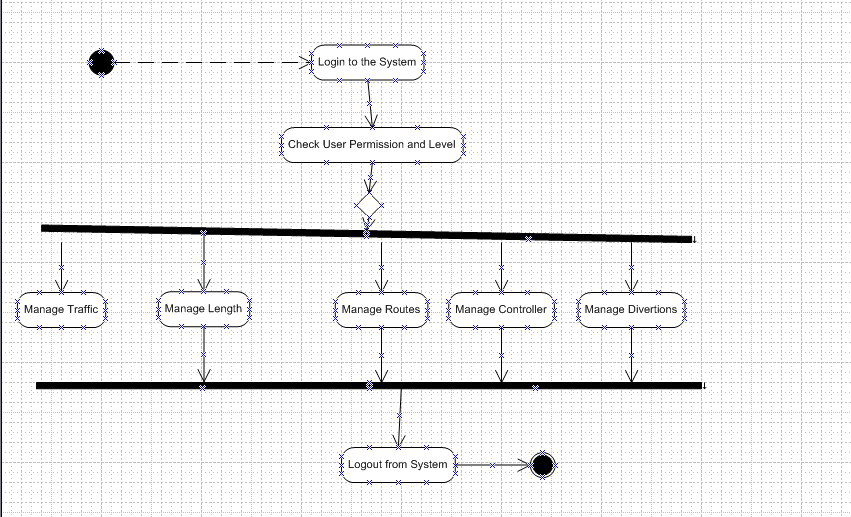 Login to the System
Check User Permission and Level
Manage Traffic
Manage Length
Manage Routes
Manage Controller
Manage Divertions
Logout from System